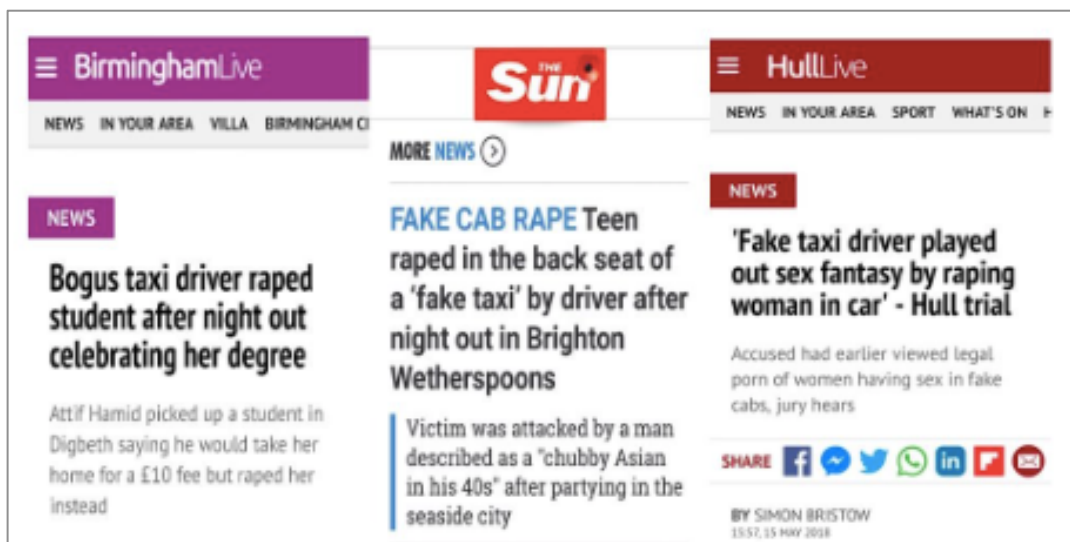 BirminghamLive
NEWS IN YOUR AREA VILLA BIRMINGHAM CI
NEWS
Bogus taxi driver raped
student after night out
celebrating her degree
Attif Hamid picked up a student in
Digbeth saying he would take her
home for a £10 fee but raped her
instead
THE
Sun
MORE NEWS
FAKE CAB RAPE Teen
raped in the back seat of
a 'fake taxi' by driver after
night out in Brighton
Wetherspoons
Victim was attacked by a man
described as a "chubby Asian
in his 40s" after partying in the
seaside city
HullLive
NEWS IN YOUR AREA SPORT WHAT'S ON H
NEWS
'Fake taxi driver played
out sex fantasy by raping
woman in car' - Hull trial
Accused had earlier viewed legal
porn of women having sex in fake
cabs, jury hears
SHARE
BY SIMON BRISTOW
15:57, 15 MAY 2018